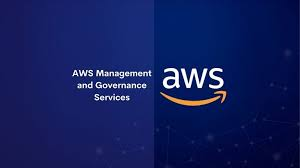 AWS Management
and Governance
Services
aws